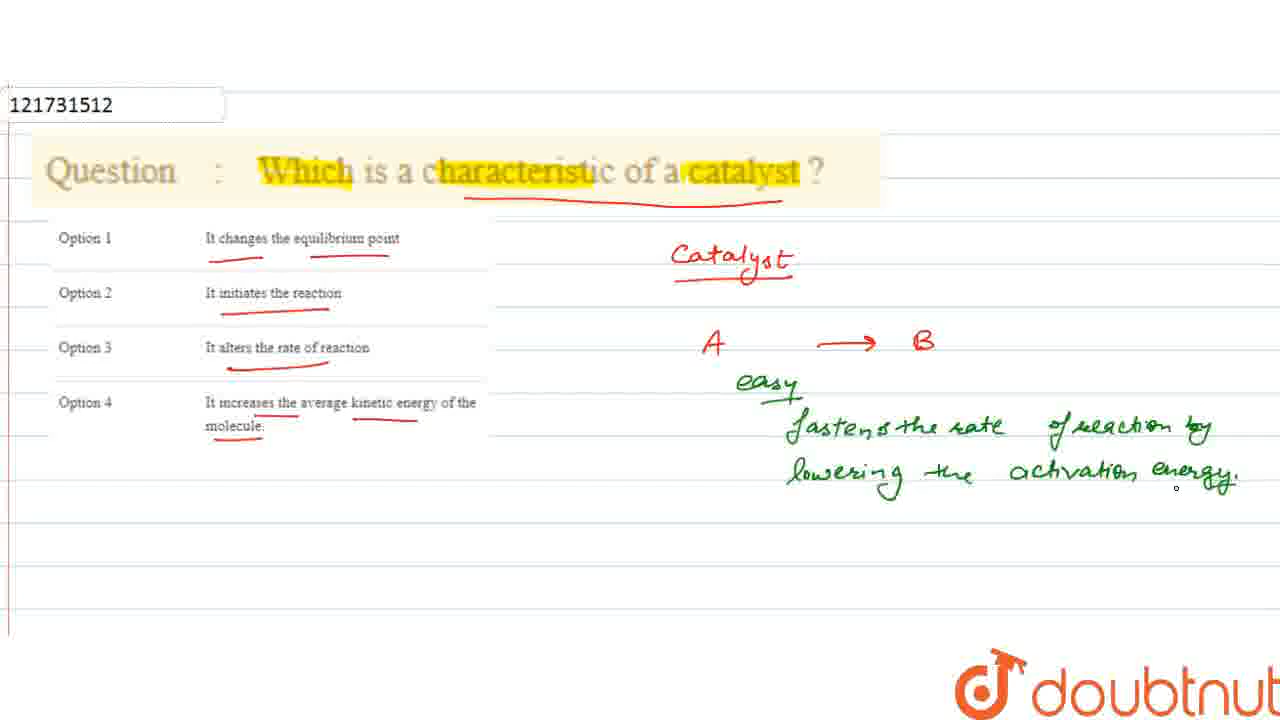 121731512
Question : Which is a characteristic of a catalyst ?
Option 1 It changes the equilibrium point
Option 2 It initiates the reaction
Option 3 It alters the rate of reaction
Option 4 It increases the average kinetic energy of the
molecule.
Catalyst
A → B
easy
fastens the rate of reaction by
lowering the activation energy.
doubtnut